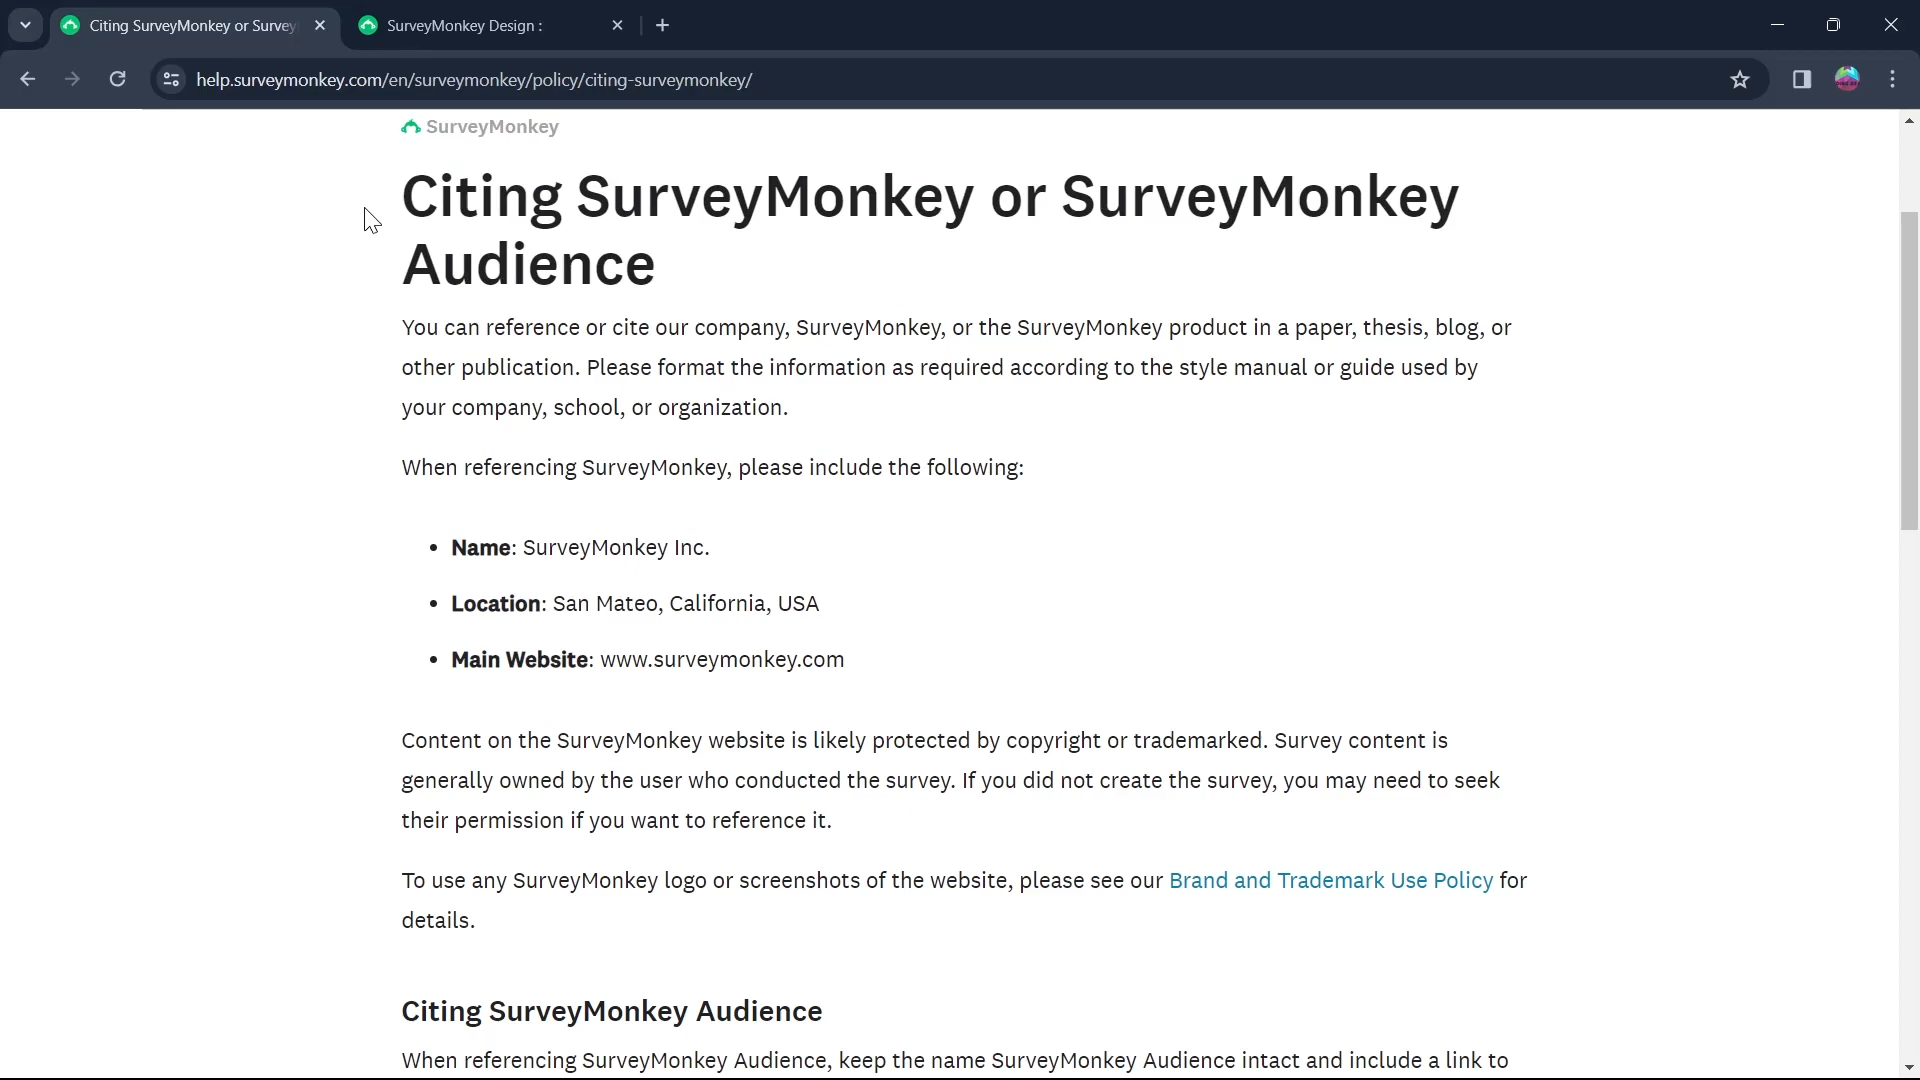 Citing SurveyMonkey or Survey
SurveyMonkey Design :
help.surveymonkey.com/en/surveymonkey/policy/citing-surveymonkey/
SurveyMonkey
Citing SurveyMonkey or SurveyMonkey
Audience
You can reference or cite our company, SurveyMonkey, or the SurveyMonkey product in a paper, thesis, blog, or
other publication. Please format the information as required according to the style manual or guide used by
your company, school, or organization.
When referencing SurveyMonkey, please include the following:
• Name: SurveyMonkey Inc.
• Location: San Mateo, California, USA
• Main Website: www.surveymonkey.com
Content on the SurveyMonkey website is likely protected by copyright or trademarked. Survey content is
generally owned by the user who conducted the survey. If you did not create the survey, you may need to seek
their permission if you want to reference it.
To use any SurveyMonkey logo or screenshots of the website, please see our Brand and Trademark Use Policy for
details.
Citing SurveyMonkey Audience
When referencing SurveyMonkey Audience, keep the name SurveyMonkey Audience intact and include a link to